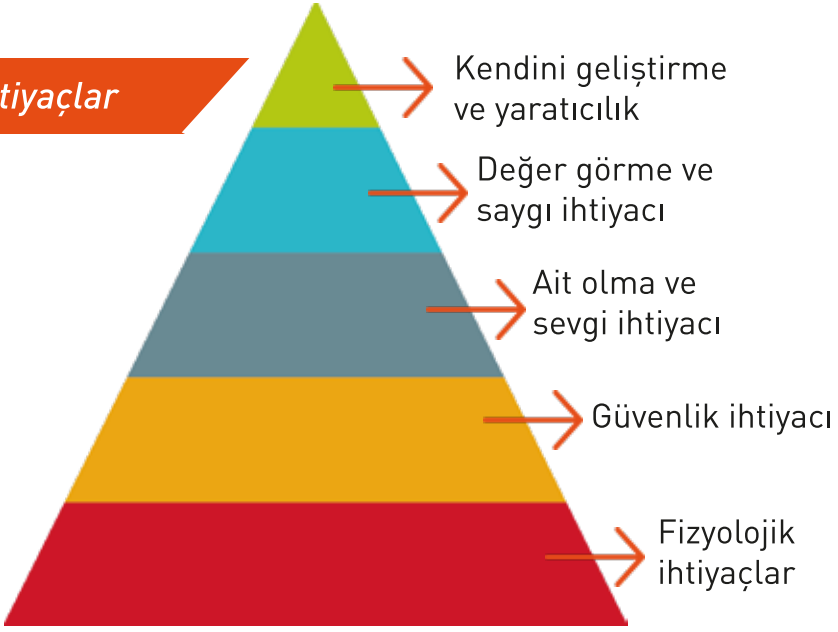 tiyaçlar
Kendini geliştirme
ve yaratıcılık
Değer görme ve
saygı ihtiyacı
Ait olma ve
sevgi ihtiyacı
Güvenlik ihtiyacı
Fizyolojik
ihtiyaçlar